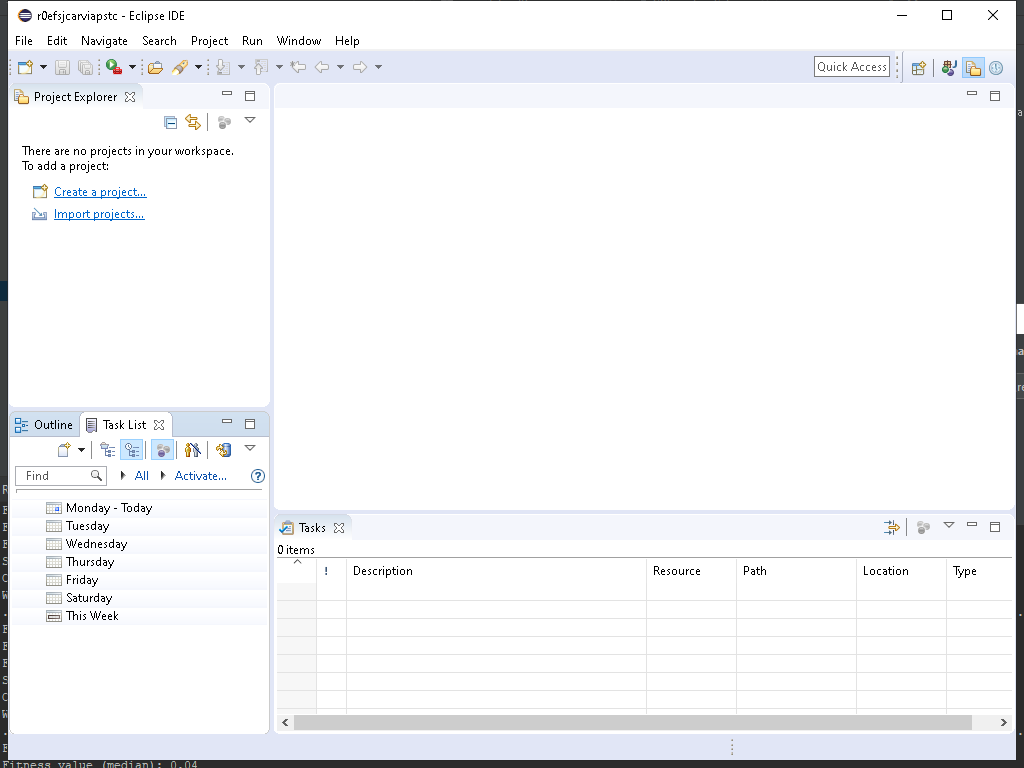 r0efsjcarviapstc - Eclipse IDE
File Edit Navigate Search Project Run Window Help
Quick Access
Project Explorer
There are no projects in your workspace.
To add a project:
Create a project...
Import projects...
Outline Task List
Find All Activate...
Monday - Today
Tuesday
Wednesday
Thursday
Friday
Saturday
This Week
Tasks
0 items
! Description Resource Path Location Type
Fitness value (median): 0.04